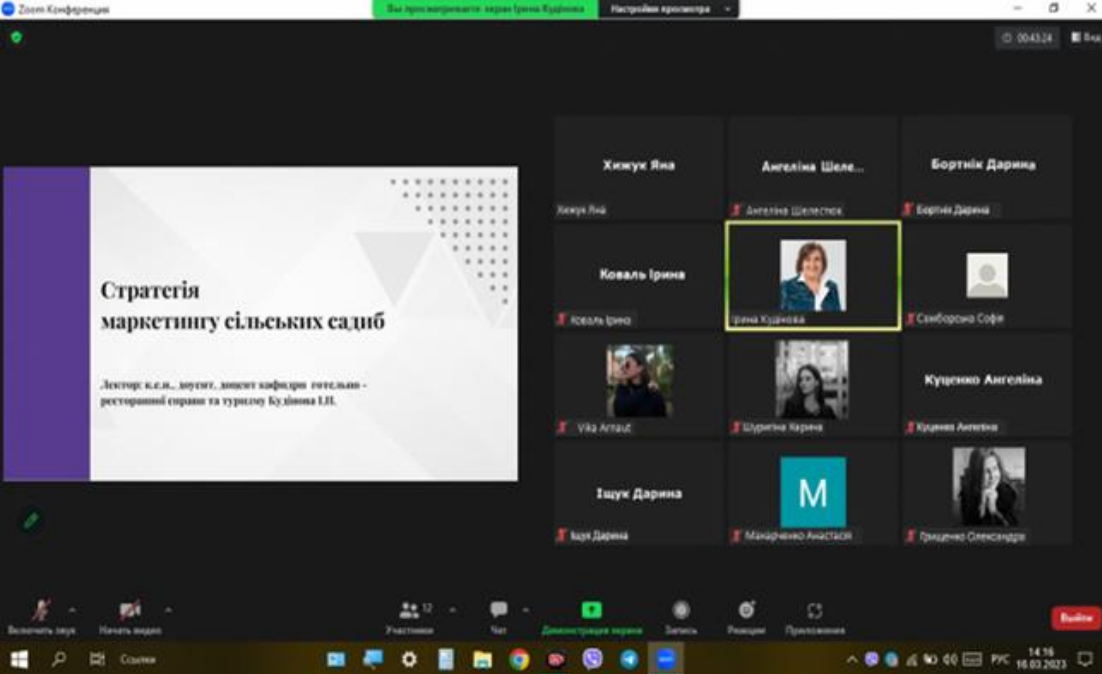 Zoom Конференция
Вы просматриваете экран Ірина Кудінова
Настройки просмотра
00:43:24
Вид
Стратегія
маркетингу сільських садиб
Лектор: к.е.н., доцент, доцент кафедри готельно -
ресторанної справи та туризму Кудінова І.П.
Хижук Яна
Хижук Яна
Ангеліна Шеле...
Ангеліна Шелестюк
Бортнік Дарина
Бортнік Дарина
Коваль Ірина
Коваль Ірина
Ірина Кудінова
Самборська Софія
Vika Arnaut
Шуригіна Карина
Куценко Ангеліна
Куценко Ангеліна
Іщук Дарина
Іщук Дарина
М
Макарченко Анастасія
Грищенко Олександра
Включить звук
Начать видео
12
Участники
Чат
Демонстрация экрана
Запись
Реакции
Приложения
Выйти
Ссылки
РУС
14:16
16.03.2023